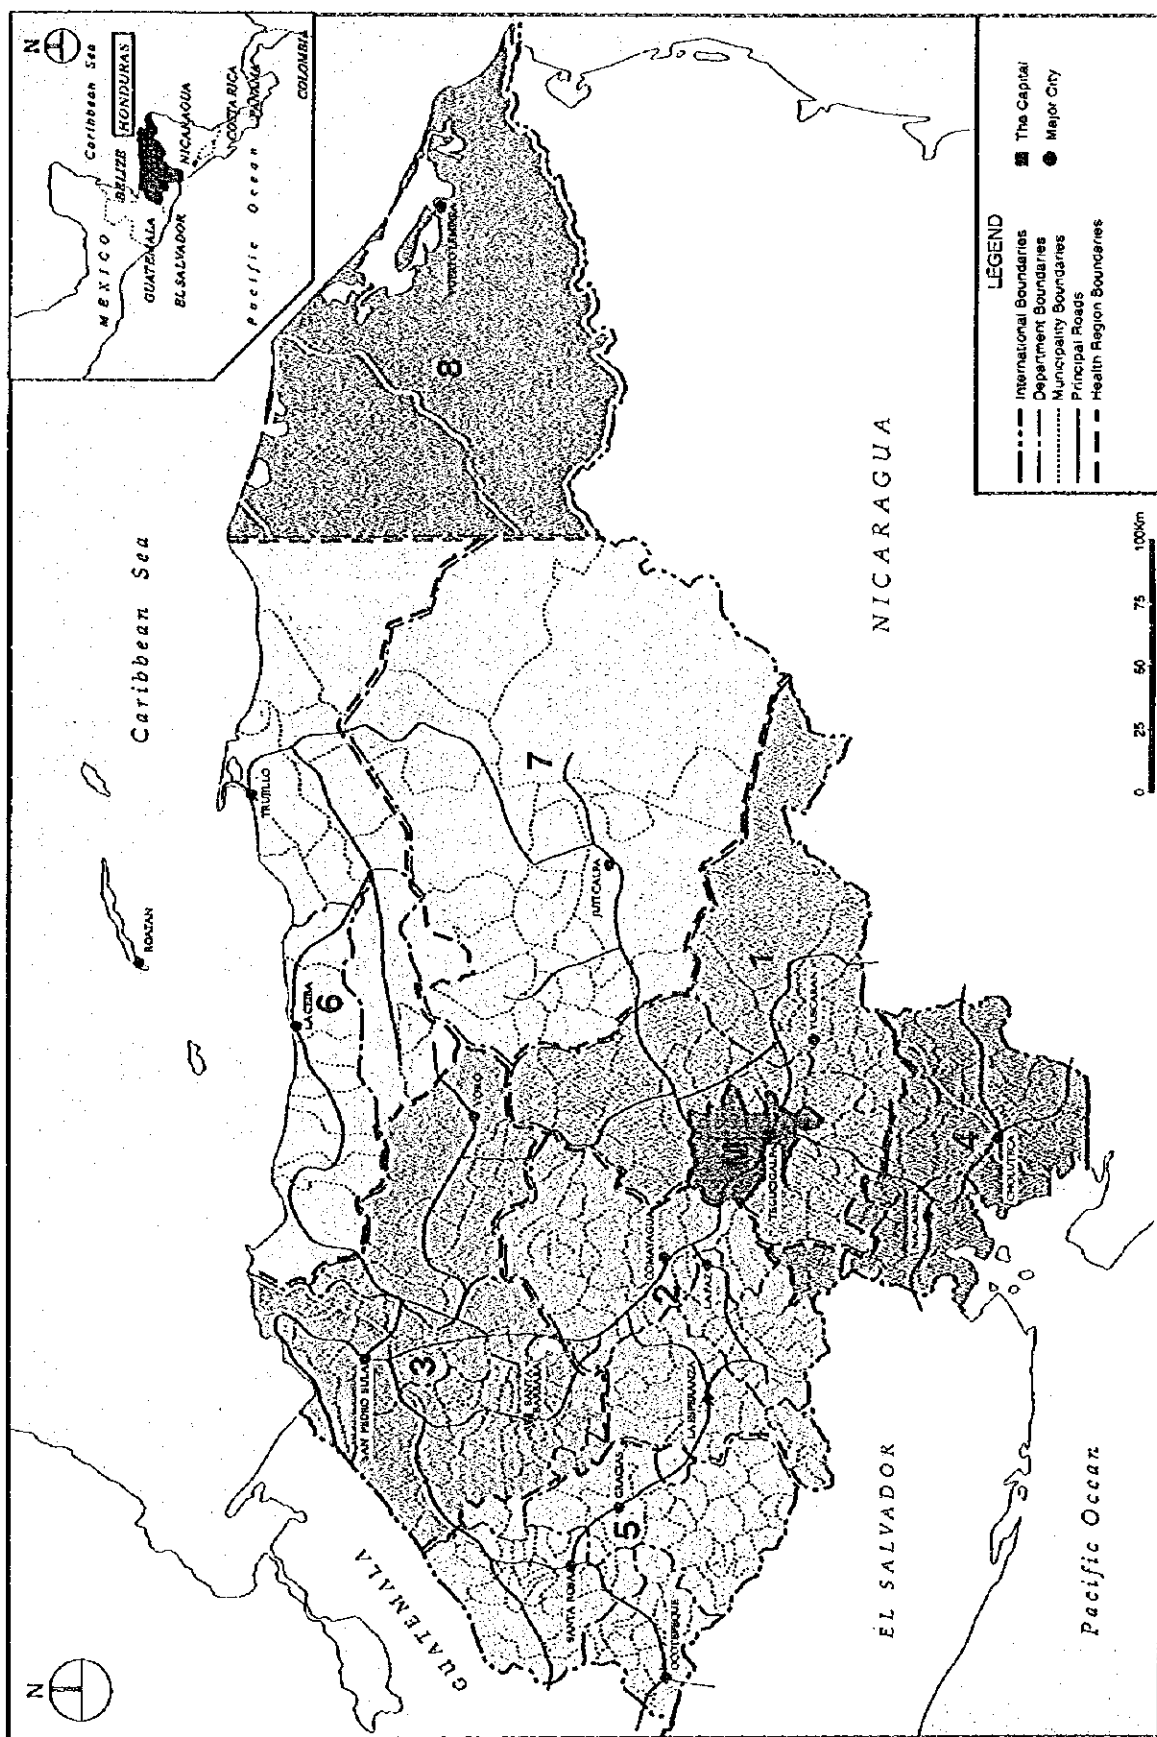 N
Caribbean Sea
MEXICO
BELIZE
HONDURAS
GUATEMALA
EL SALVADOR
NICARAGUA
COSTA RICA
PANAMA
COLOMBIA
Pacific Ocean
N
Caribbean Sea
ROATAN
TRUJILLO
LA CEIBA
6
PUERTO LEMPIRA
8
GUATEMALA
SAN PEDRO SULA
3
YOLO
SANTA BARBARA
7
JUTICALPA
SANTA ROSA
GLACIAS
5
OCOTEPEQUE
COMAYAGUA
2
LA PAZ
LA ESPERANZA
M
TEGUCIGALPA
1
YUSCARAN
NACAOME
4
CHOLUTECA
NICARAGUA
EL SALVADOR
Pacific Ocean
LEGEND
International Boundaries
Department Boundaries
Municipality Boundaries
Principal Roads
Health Region Boundaries
The Capital
Major City
0 25 50 75 100Km